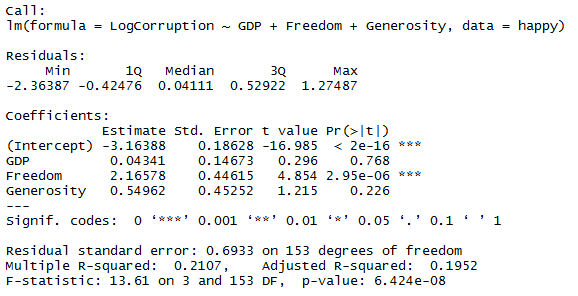 Call:
lm(formula = LogCorruption ~ GDP + Freedom + Generosity, data = happy)
Residuals:
Min 1Q Median 3Q Max
-2.36387 -0.42476 0.04111 0.52922 1.27487
Coefficients:
Estimate Std. Error t value Pr(>|t|)
(Intercept) -3.16388 0.18628 -16.985 < 2e-16 ***
GDP 0.04341 0.14673 0.296 0.768
Freedom 2.16578 0.44615 4.854 2.95e-06 ***
Generosity 0.54962 0.45252 1.215 0.226
---
Signif. codes: 0 ‘***’ 0.001 ‘**’ 0.01 ‘*’ 0.05 ‘.’ 0.1 ‘ ’ 1
Residual standard error: 0.6933 on 153 degrees of freedom
Multiple R-squared: 0.2107, Adjusted R-squared: 0.1952
F-statistic: 13.61 on 3 and 153 DF, p-value: 6.424e-08